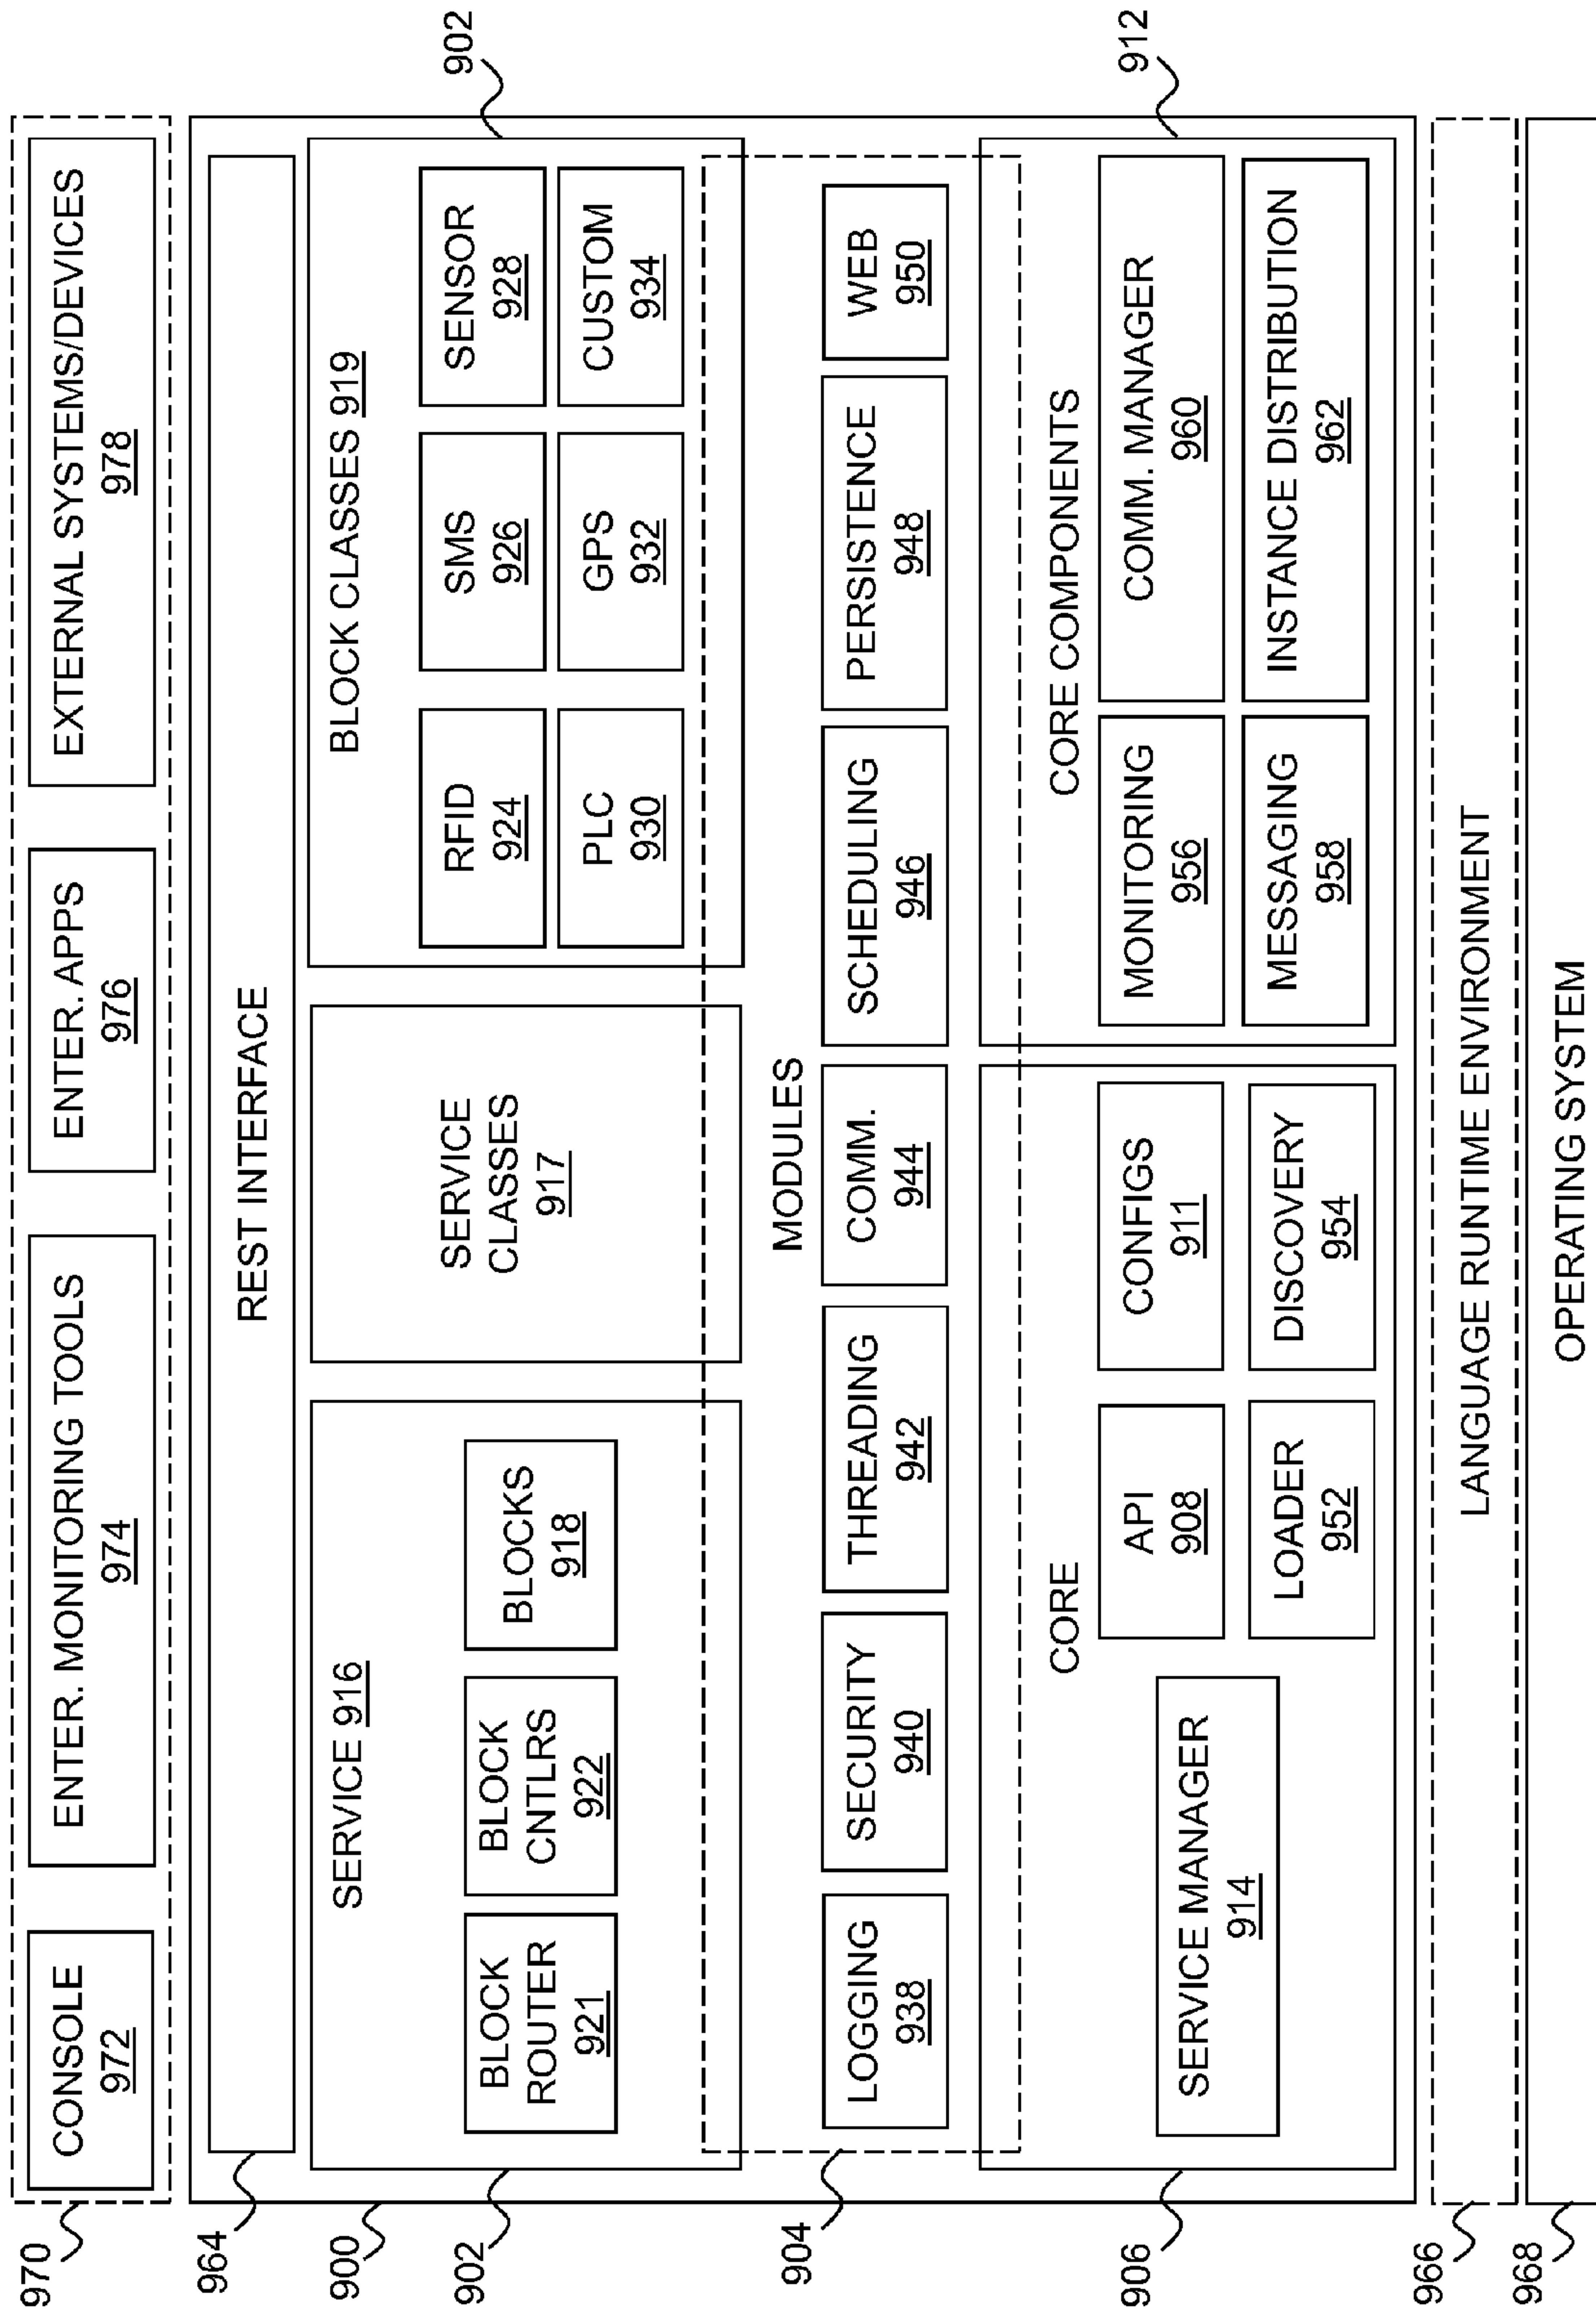 970
CONSOLE
972
ENTER. MONITORING TOOLS
974
ENTER. APPS
976
EXTERNAL SYSTEMS/DEVICES
978
964
REST INTERFACE
900
902
SERVICE 916
BLOCK
ROUTER
921
BLOCK
CNTLRS
922
BLOCKS
918
SERVICE
CLASSES
917
BLOCK CLASSES 919
RFID
924
SMS
926
SENSOR
928
PLC
930
GPS
932
CUSTOM
934
902
904
MODULES
LOGGING
938
SECURITY
940
THREADING
942
COMM.
944
SCHEDULING
946
PERSISTENCE
948
WEB
950
906
CORE
SERVICE MANAGER
914
API
908
CONFIGS
911
LOADER
952
DISCOVERY
954
CORE COMPONENTS
MONITORING
956
COMM. MANAGER
960
MESSAGING
958
INSTANCE DISTRIBUTION
962
912
966
LANGUAGE RUNTIME ENVIRONMENT
968
OPERATING SYSTEM